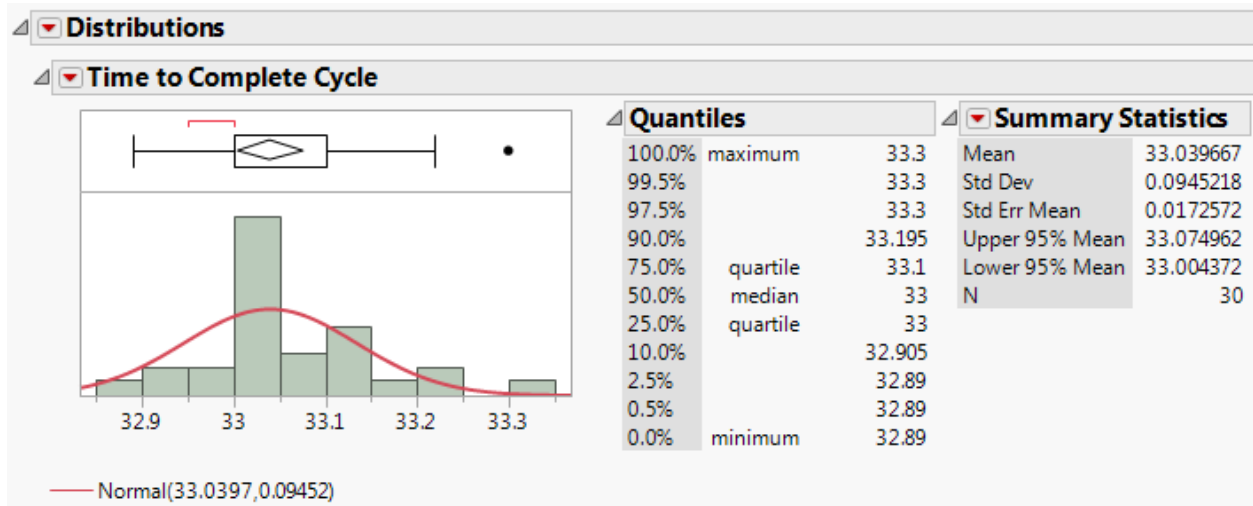 Distributions
Time to Complete Cycle
32.9 33 33.1 33.2 33.3
Normal(33.0397,0.09452)
Quantiles
100.0% maximum 33.3
99.5% 33.3
97.5% 33.3
90.0% 33.195
75.0% quartile 33.1
50.0% median 33
25.0% quartile 33
10.0% 32.905
2.5% 32.89
0.5% 32.89
0.0% minimum 32.89
Summary Statistics
Mean 33.039667
Std Dev 0.0945218
Std Err Mean 0.0172572
Upper 95% Mean 33.074962
Lower 95% Mean 33.004372
N 30